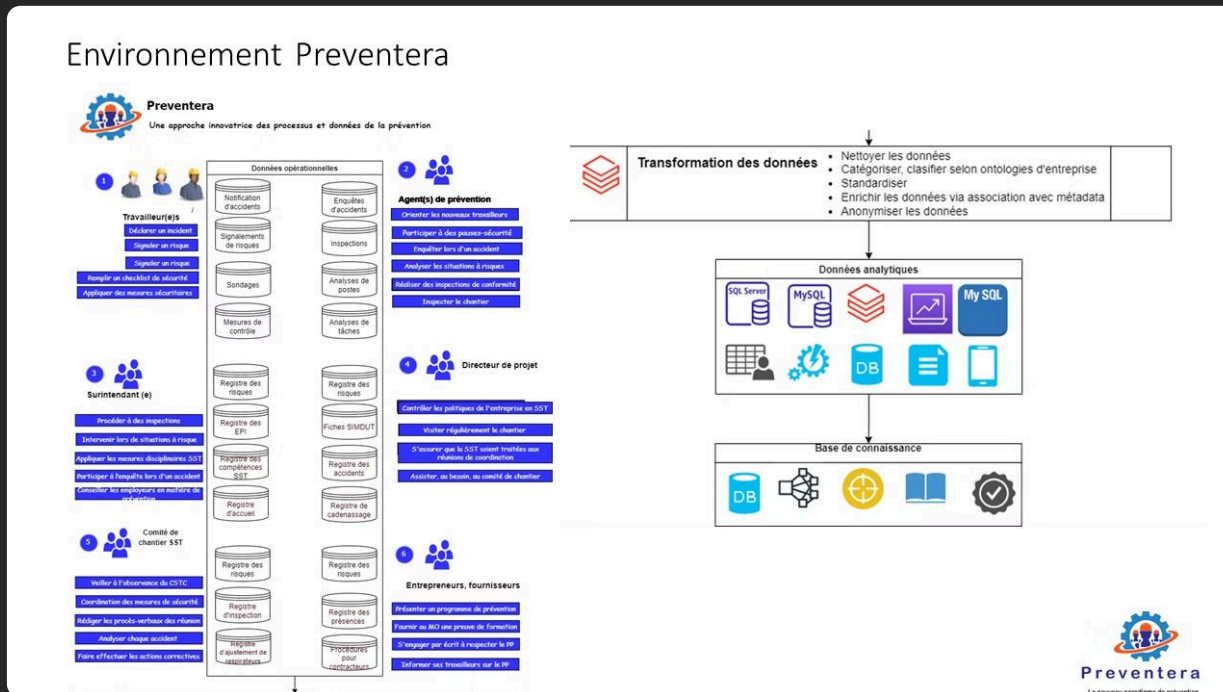 Environnement Preventera
Preventera
Une approche innovatrice des processus et données de la prévention
1
Travailleur(e)s
Déclarer un incident
Signaler un risque
Signaler un risque
Remplir un checklist de sécurité
Appliquer des mesures sécuritaires
Données opérationnelles
Notification
d'accidents
Enquêtes
d'accidents
Signalements
de risques
Inspections
Sondages
Analyses de
postes
Mesures de
contrôle
Analyses de
tâches
2
Agent(s) de prévention
Orienter les nouveaux travailleurs
Participer à des pauses-sécurité
Enquêter lors d'un accident
Analyser les situations à risques
Réaliser des inspections de conformité
Inspecter le chantier
3
Surintendant (e)
Procéder à des inspections
Intervenir lors de situations à risque
Appliquer les mesures disciplinaires SST
Participer à l'enquête lors d'un accident
Conseiller les employeurs en matière de
prévention
Registre des
risques
Registre des
risques
Registre des
EPI
Fiches SIMDUT
Registre des
compétences
SST
Registre des
accidents
Registre
d'accueil
Registre de
cadenassage
4
Directeur de projet
Contrôler les politiques de l'entreprise en SST
Visiter régulièrement le chantier
S'assurer que la SST soient traitées aux
réunions de coordination
Assister, au besoin, au comité de chantier
5
Comité de
chantier SST
Veiller à l'observance du CSTC
Coordination des mesures de sécurité
Rédiger les procès-verbaux des réunion
Analyser chaque accident
Faire effectuer les actions correctives
Registre des
risques
Registre des
risques
Registre
d'inspection
Registre des
présences
Registre
d'ajustement de
respirateurs
Procédures
pour
contracteurs
6
Entrepreneurs, fournisseurs
Présenter un programme de prévention
Fournir au MO une preuve de formation
S'engager par écrit à respecter le PP
Informer ses travailleurs sur le PP
Transformation des données
• Nettoyer les données
• Catégoriser, clasifier selon ontologies d'entreprise
• Standardiser
• Enrichir les données via association avec métadata
• Anonymiser les données
Données analytiques
SQL Server
MySQL
My SQL
DB
Base de connaissance
DB
Preventera
Le nouveau paradigme de prévention